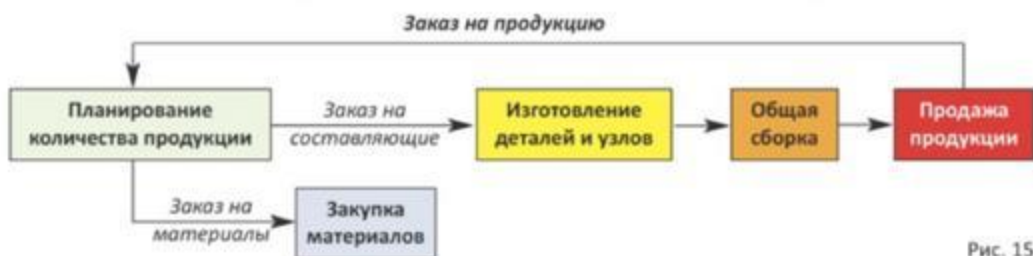 Заказ на продукцию
Планирование
количества продукции
Заказ на
составляющие
Изготовление
деталей и узлов
Общая
сборка
Продажа
продукции
Заказ на
материалы
Закупка
материалов
Рис. 15